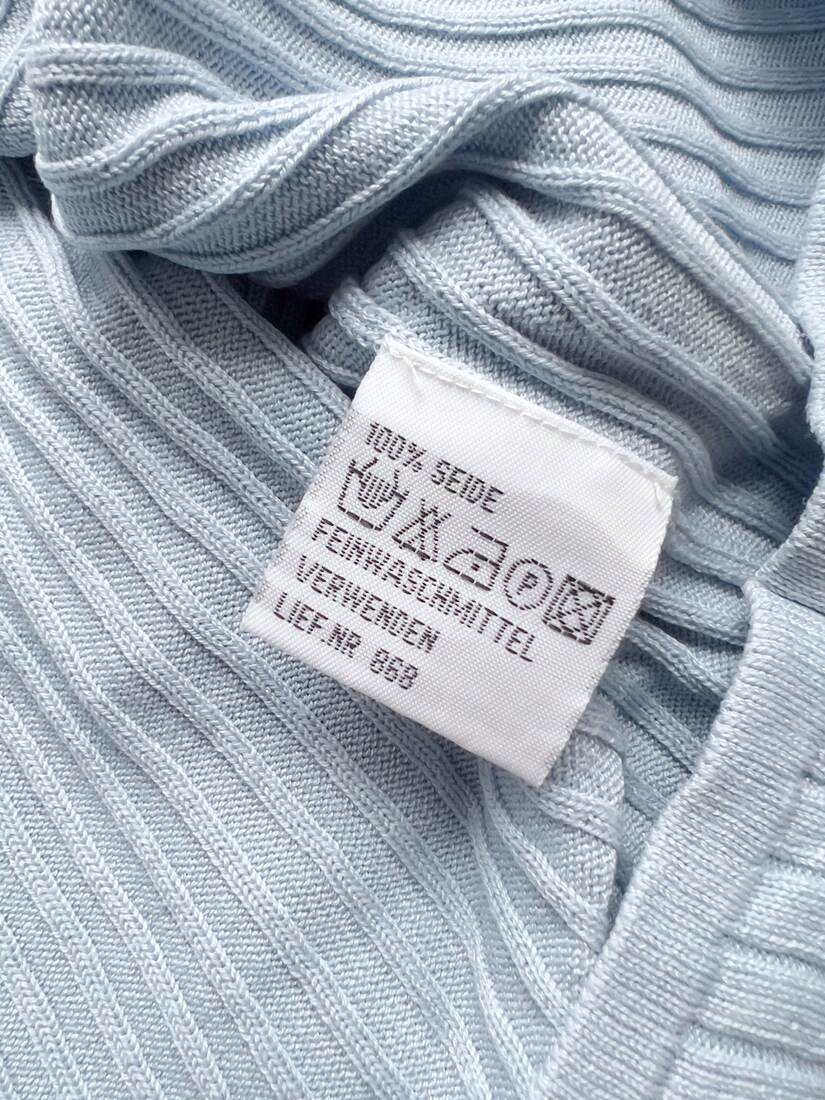 100% SEIDE
P
FEINWASCHMITTEL
VERWENDEN
LIEF.NR 868